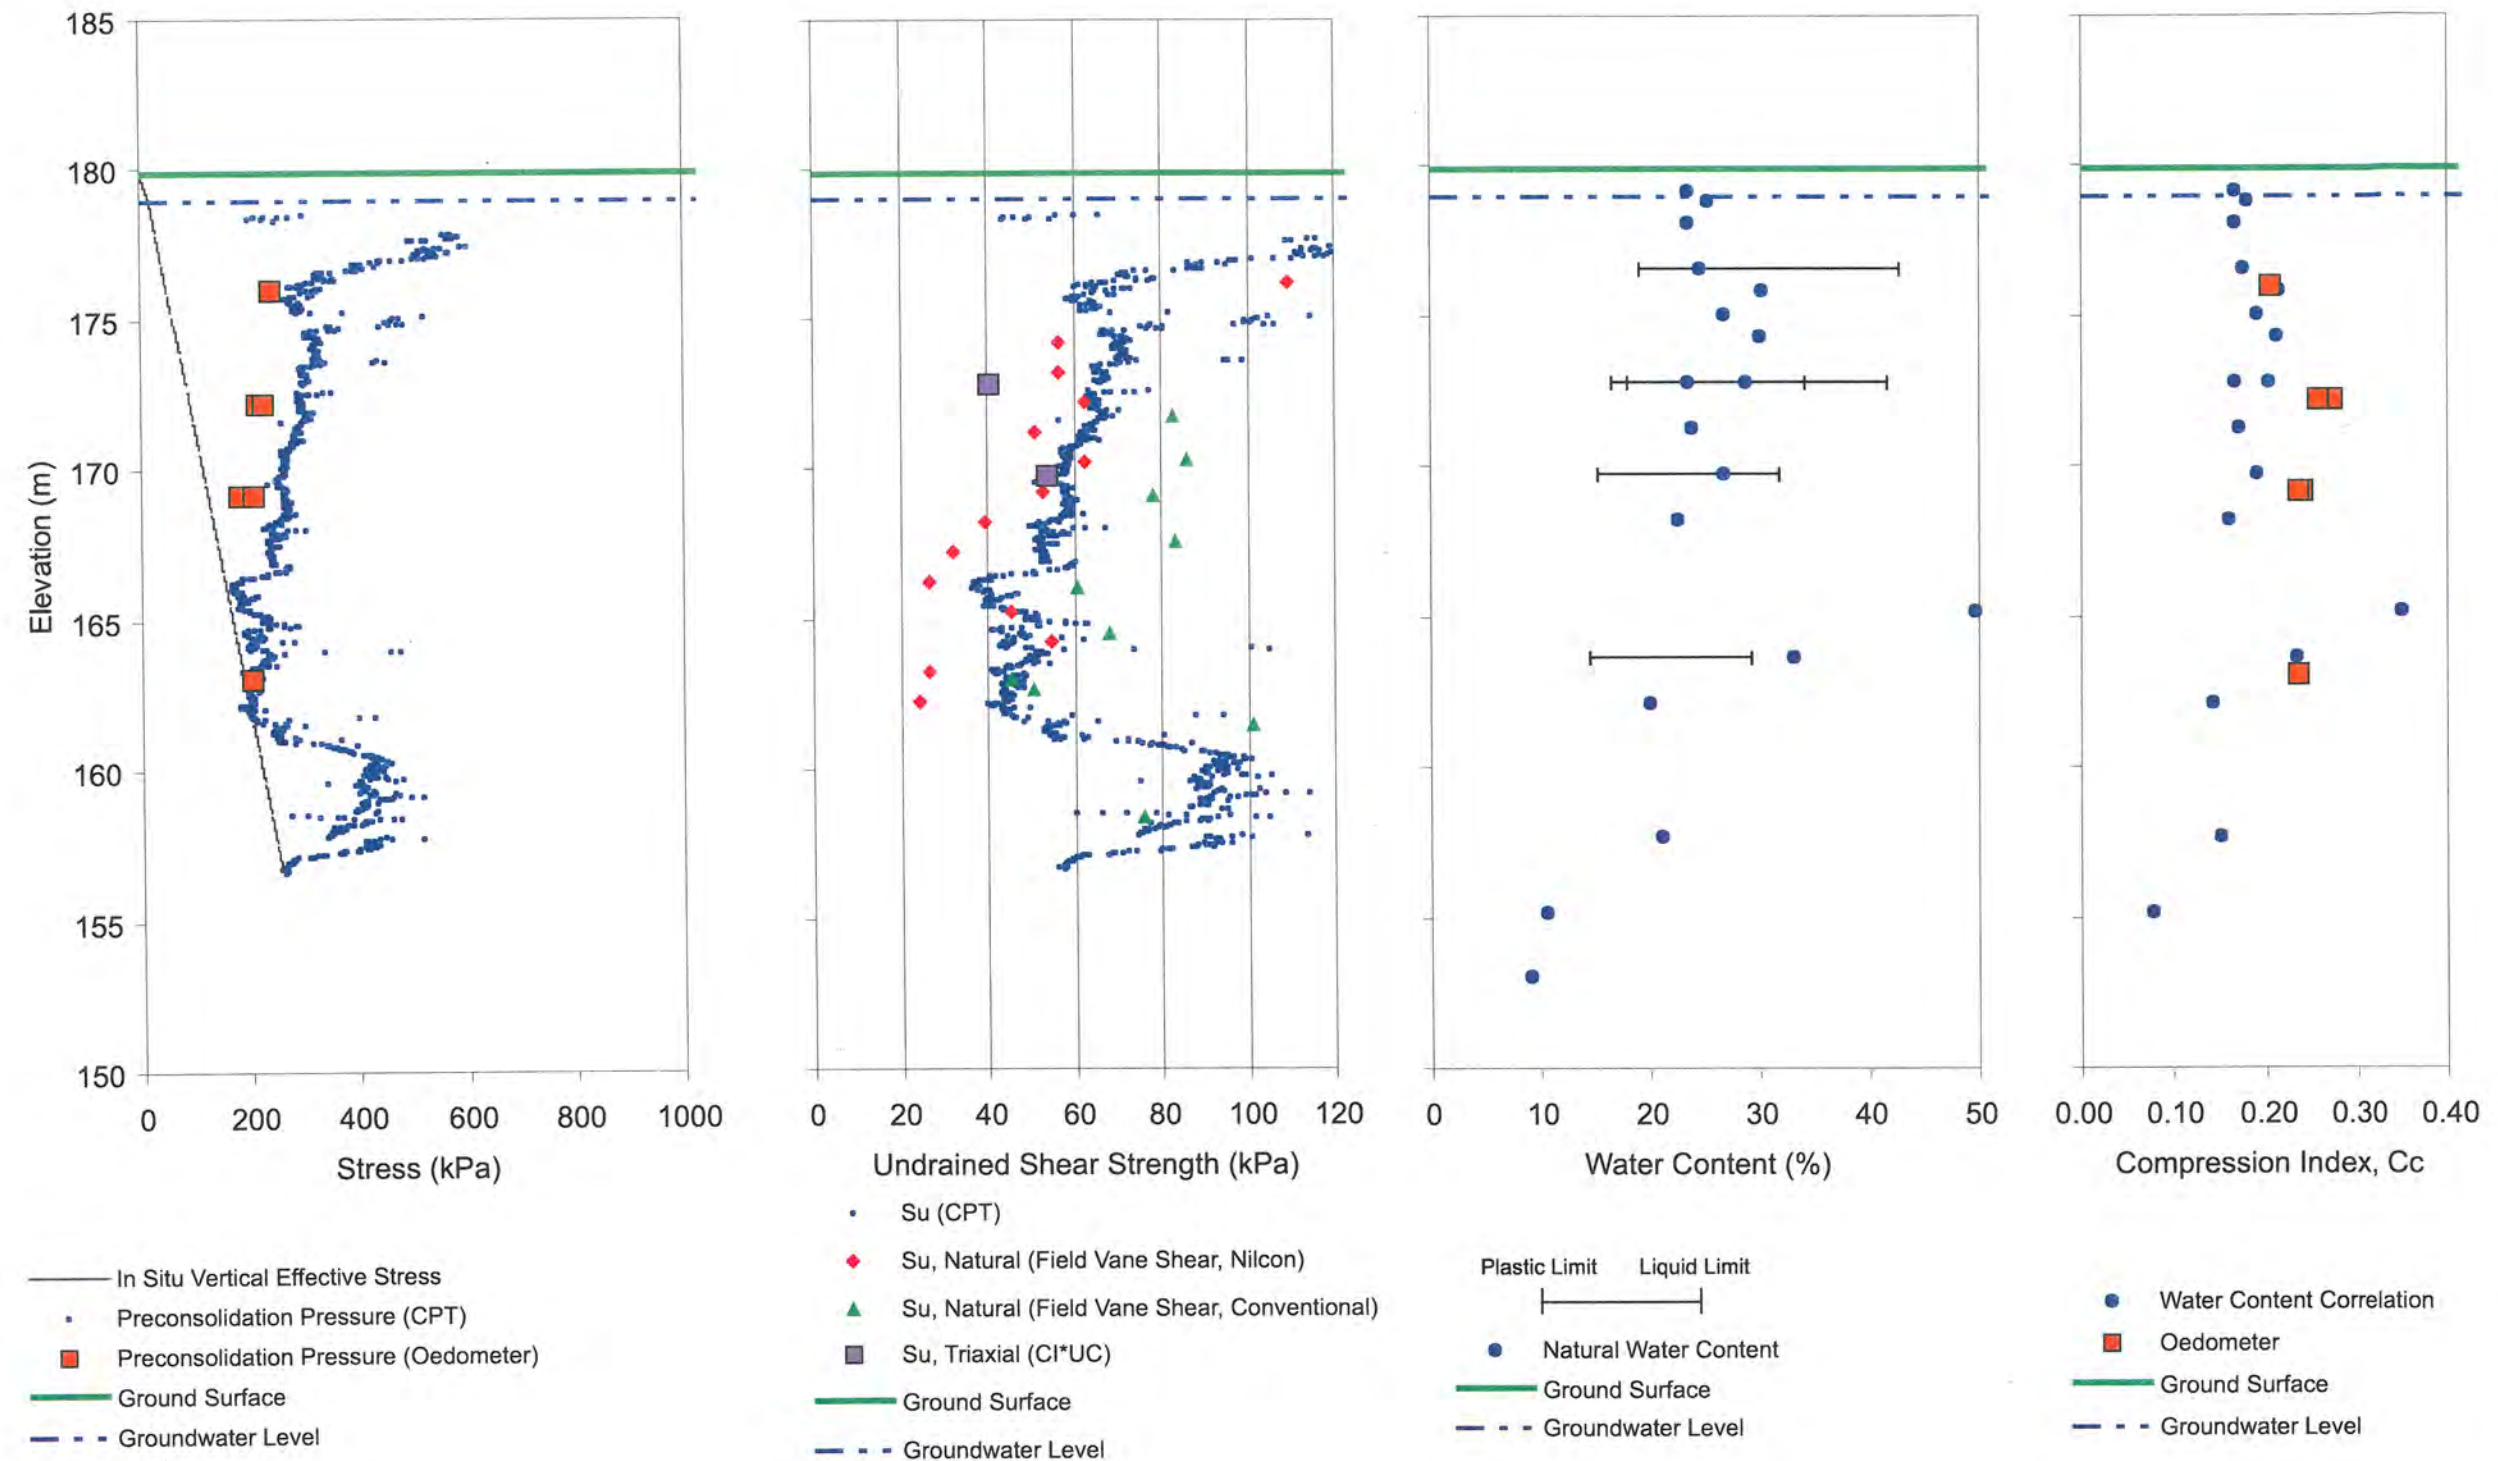 185
180
175
170
165
160
155
150
Elevation (m)
0 200 400 600 800 1000
Stress (kPa)
In Situ Vertical Effective Stress
Preconsolidation Pressure (CPT)
Preconsolidation Pressure (Oedometer)
Ground Surface
Groundwater Level
0 20 40 60 80 100 120
Undrained Shear Strength (kPa)
Su (CPT)
Su, Natural (Field Vane Shear, Nilcon)
Su, Natural (Field Vane Shear, Conventional)
Su, Triaxial (CI*UC)
Ground Surface
Groundwater Level
0 10 20 30 40 50
Water Content (%)
Plastic Limit Liquid Limit
Natural Water Content
Ground Surface
Groundwater Level
0.00 0.10 0.20 0.30 0.40
Compression Index, Cc
Water Content Correlation
Oedometer
Ground Surface
Groundwater Level